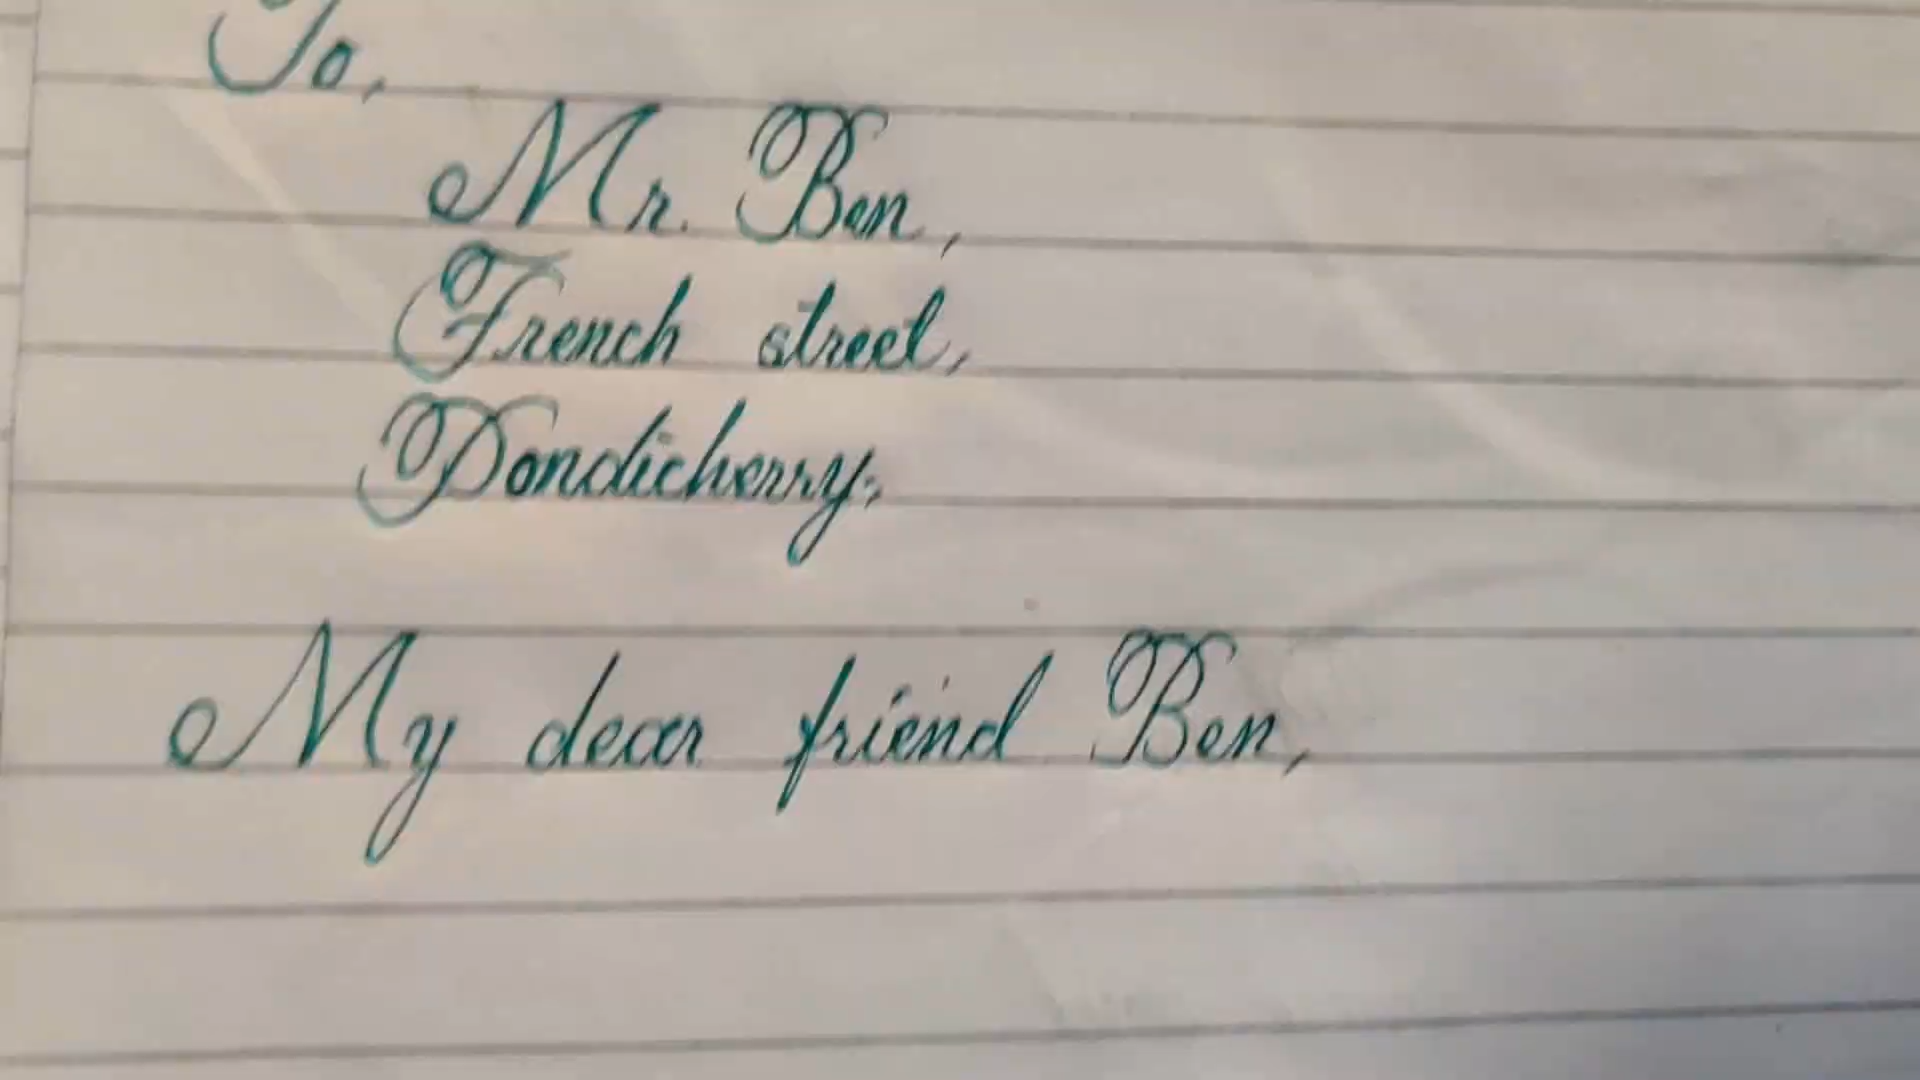 To,
Mr. Ben,
French street,
Pondicherry.
My dear friend Ben,